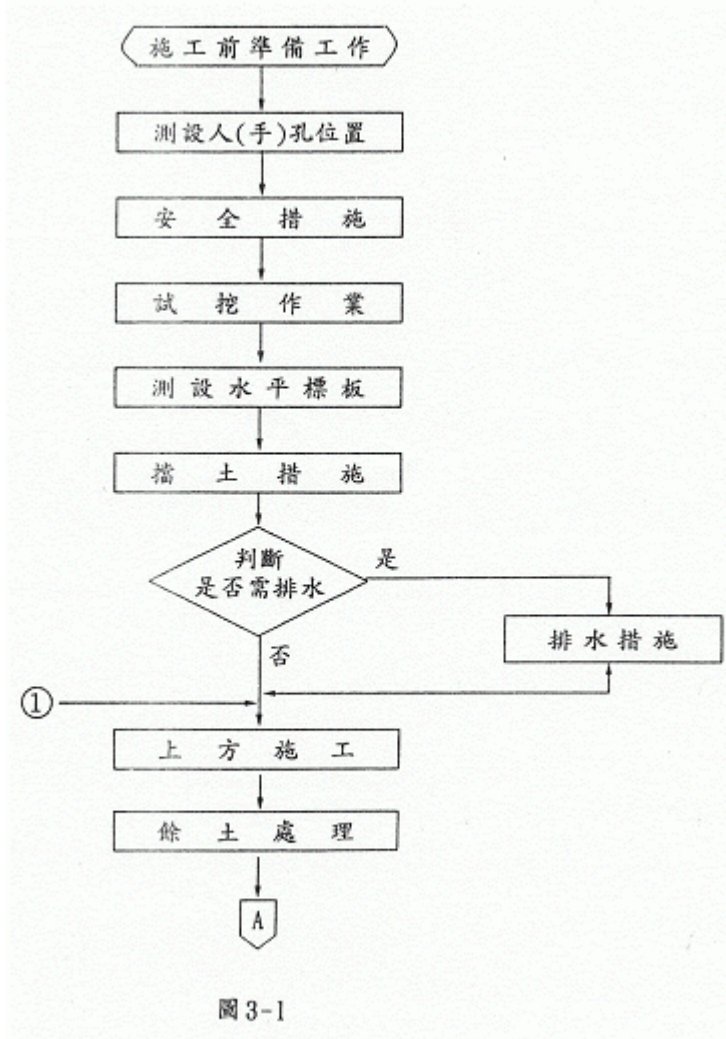 施工前準備工作
測設人(手)孔位置
安全措施
試挖作業
測設水平標板
擋土措施
判斷
是否需排水
是
排水措施
否
①
上方施工
餘土處理
A
圖3-1